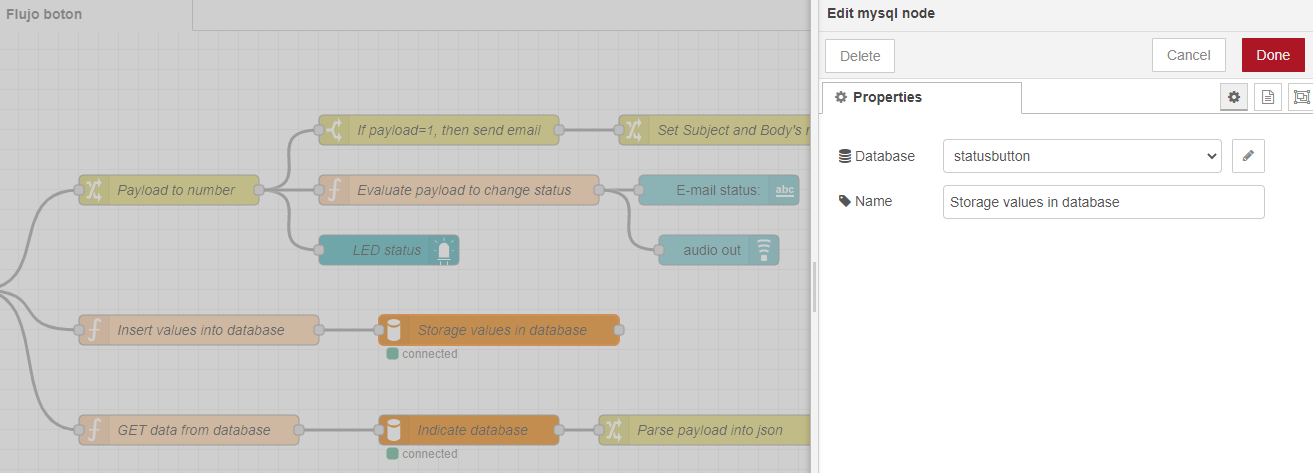 Flujo boton
Edit mysql node
Delete
Cancel
Done
Properties
If payload=1, then send email
Set Subject and Body's
Database
statusbutton
Payload to number
Evaluate payload to change status
E-mail status:
abc
Name
Storage values in database
LED status
audio out
Insert values into database
Storage values in database
connected
GET data from database
Indicate database
Parse payload into json
connected